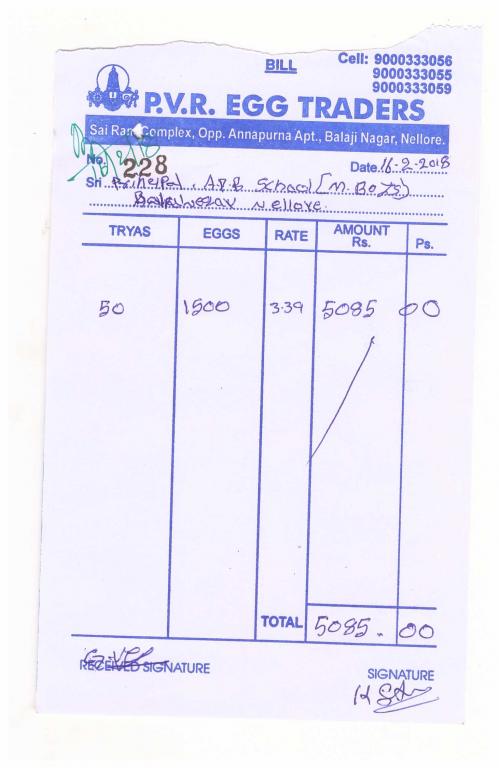 BILL
Cell: 9000333056
9000333055
9000333059
P.V.R. EGG TRADERS
Sai Ram Complex, Opp. Annapurna Apt., Balaji Nagar, Nellore.
No. 228 Date 16-2-2018
Sri Principal, School (M. Boys)
Nellore.
TRYAS EGGS RATE AMOUNT Rs. Ps.
50 1500 3.39 5085 00
TOTAL 5085. 00
RECEIVED SIGNATURE SIGNATURE